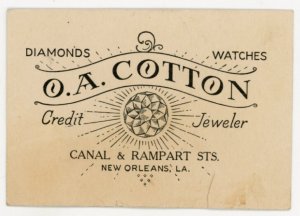 DIAMONDS WATCHES
O.A. COTTON
Credit Jeweler
CANAL & RAMPART STS.
NEW ORLEANS, LA.